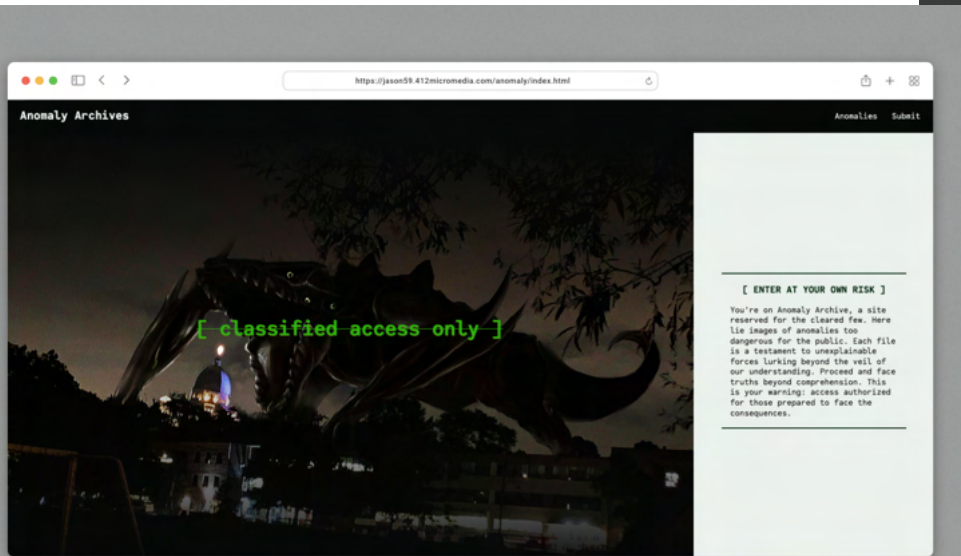 https://jason59.412micromedia.com/anomaly/index.html
Anomaly Archives
Anomalies Submit
[ classified access only ]
[ ENTER AT YOUR OWN RISK ]
You're on Anomaly Archive, a site
reserved for the cleared few. Here
lie images of anomalies too
dangerous for the public. Each file
is a testament to unexplainable
forces lurking beyond the veil of
our understanding. Proceed and face
truths beyond comprehension. This
is your warning: access authorized
for those prepared to face the
consequences.